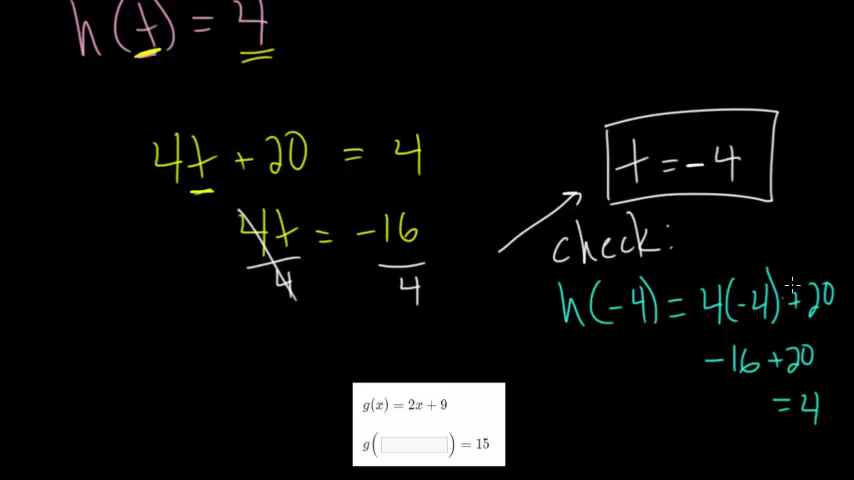 h(t) = 4
4t + 20 = 4
4t = -16
4 4
t = -4
check:
h(-4) = 4(-4) + 20
-16 + 20
= 4
g(x) = 2x + 9
g( ) = 15